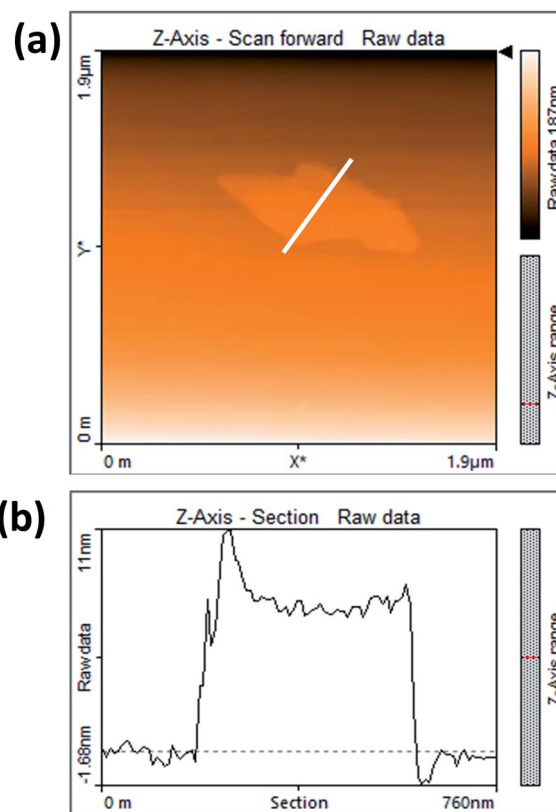 (a)
Z-Axis - Scan forward Raw data
1.9µm
Y*
0 m
0 m X* 1.9µm
Raw data 187nm
Z-Axis range
(b)
Z-Axis - Section Raw data
11nm
Raw data
-1.68nm
0 m Section 760nm
Z-Axis range